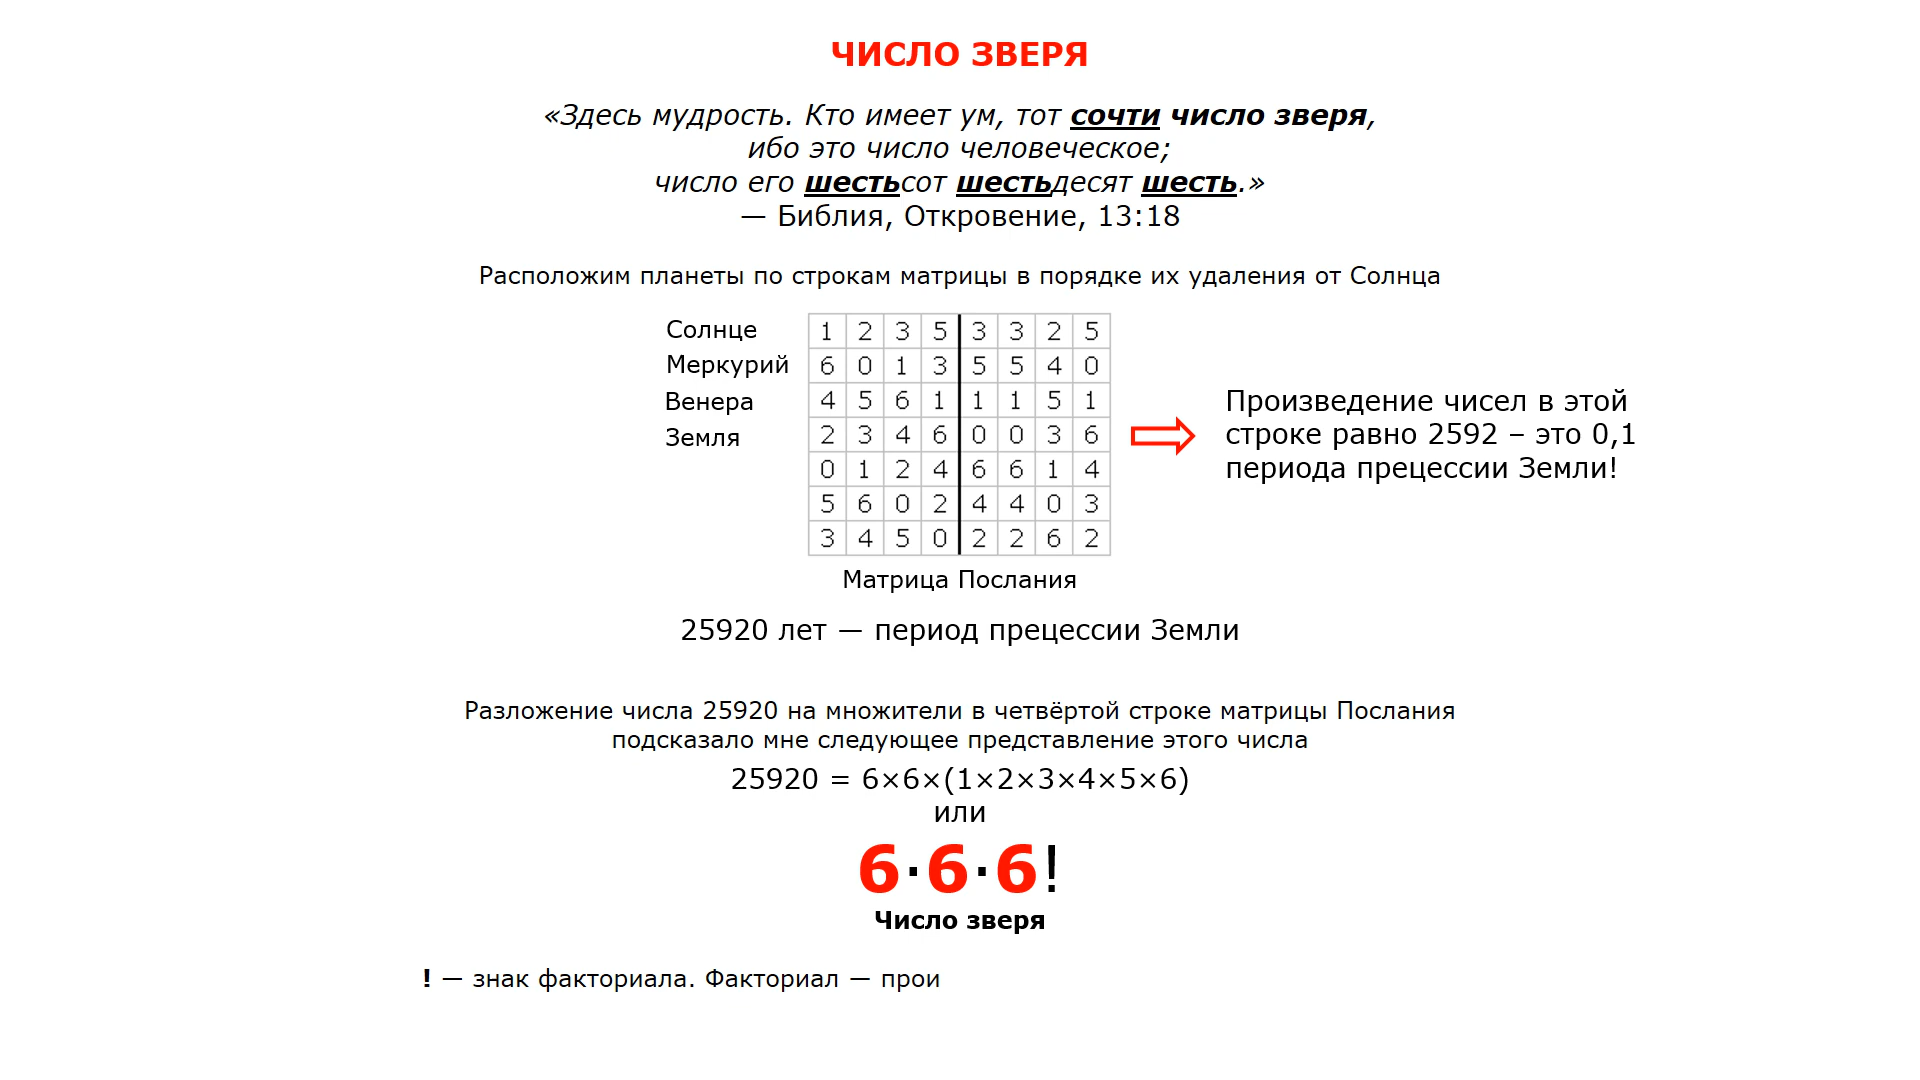 ЧИСЛО ЗВЕРЯ
«Здесь мудрость. Кто имеет ум, тот сочти число зверя,
ибо это число человеческое;
число его шестьсот шестьдесят шесть.»
— Библия, Откровение, 13:18
Расположим планеты по строкам матрицы в порядке их удаления от Солнца
Солнце 1 2 3 5 3 3 2 5
Меркурий 6 0 1 3 5 5 4 0
Венера 4 5 6 1 1 1 5 1
Земля 2 3 4 6 0 0 3 6
0 1 2 4 6 6 1 4
5 6 0 2 4 4 0 3
3 4 5 0 2 2 6 2
Произведение чисел в этой
строке равно 2592 – это 0,1
периода прецессии Земли!
Матрица Послания
25920 лет — период прецессии Земли
Разложение числа 25920 на множители в четвёртой строке матрицы Послания
подсказало мне следующее представление этого числа
25920 = 6×6×(1×2×3×4×5×6)
или
6·6·6!
Число зверя
! — знак факториала. Факториал — прои